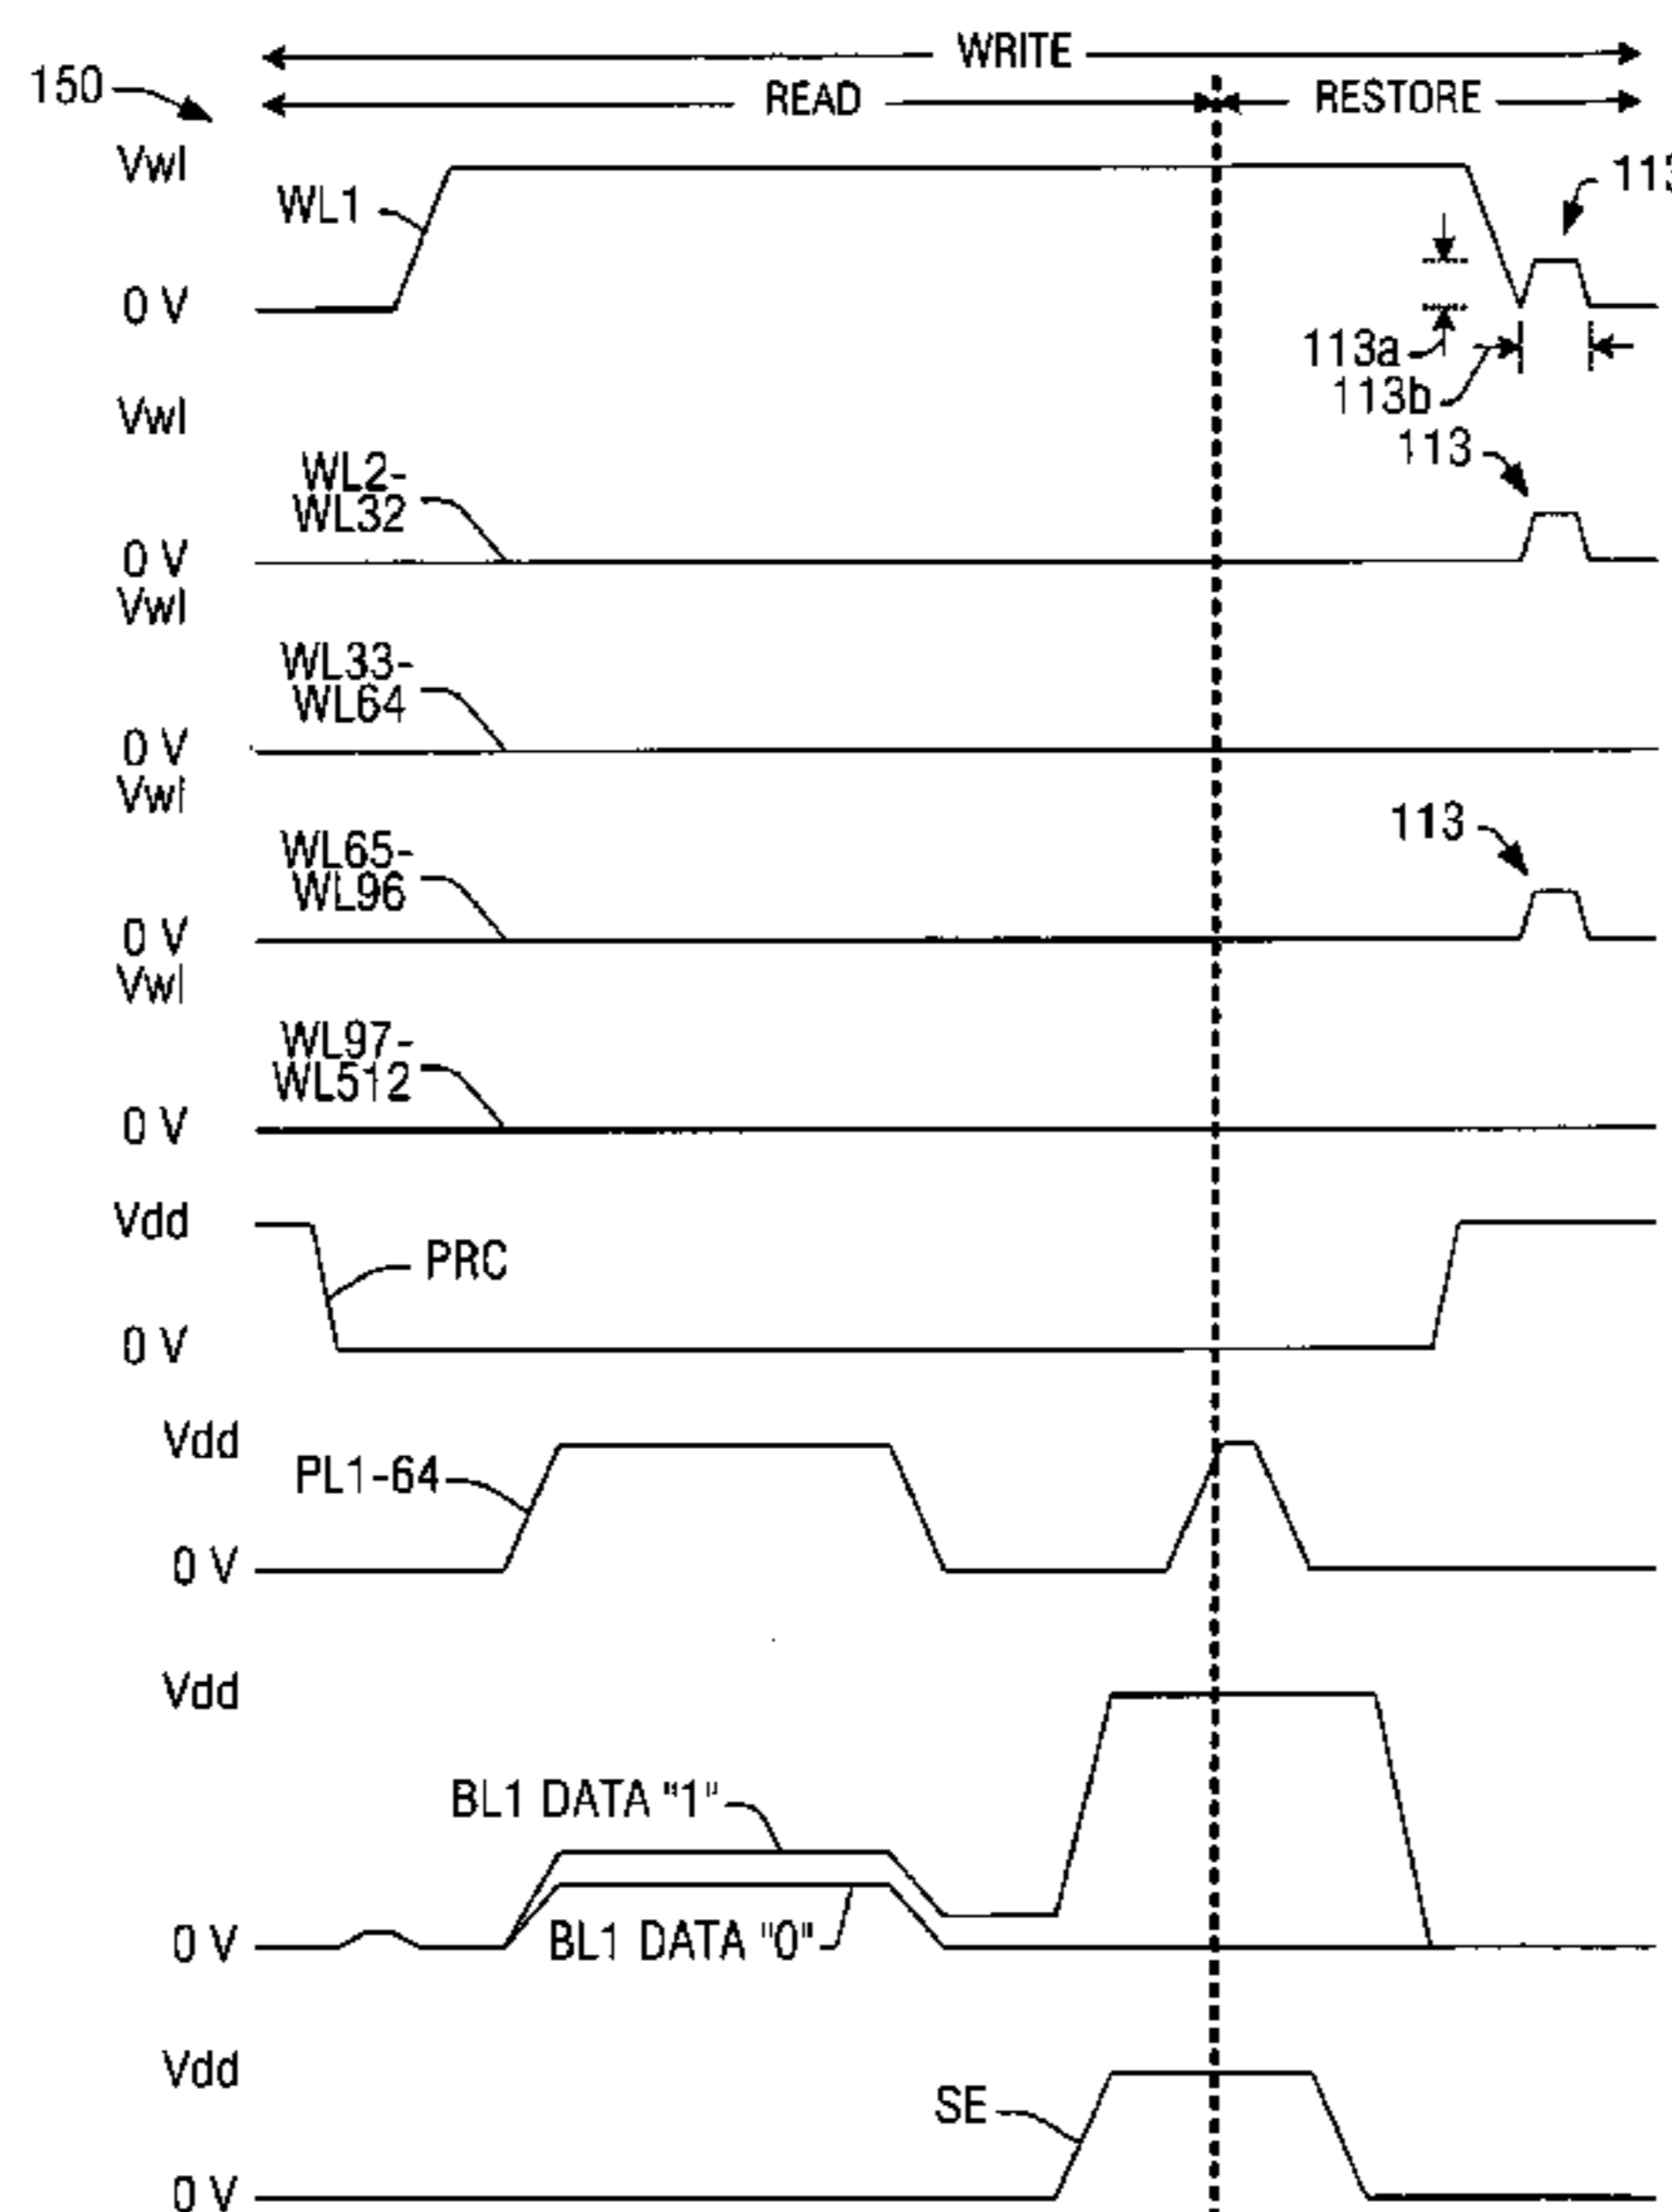 WRITE
150
READ
RESTORE
Vwl
WL1
113
0 V
113a
113b
Vwl
WL2-
WL32
113
0 V
Vwl
WL33-
WL64
0 V
Vwl
WL65-
WL96
113
0 V
Vwl
WL97-
WL512
0 V
Vdd
PRC
0 V
Vdd
PL1-64
0 V
Vdd
BL1 DATA "1"
0 V
BL1 DATA "0"
Vdd
SE
0 V